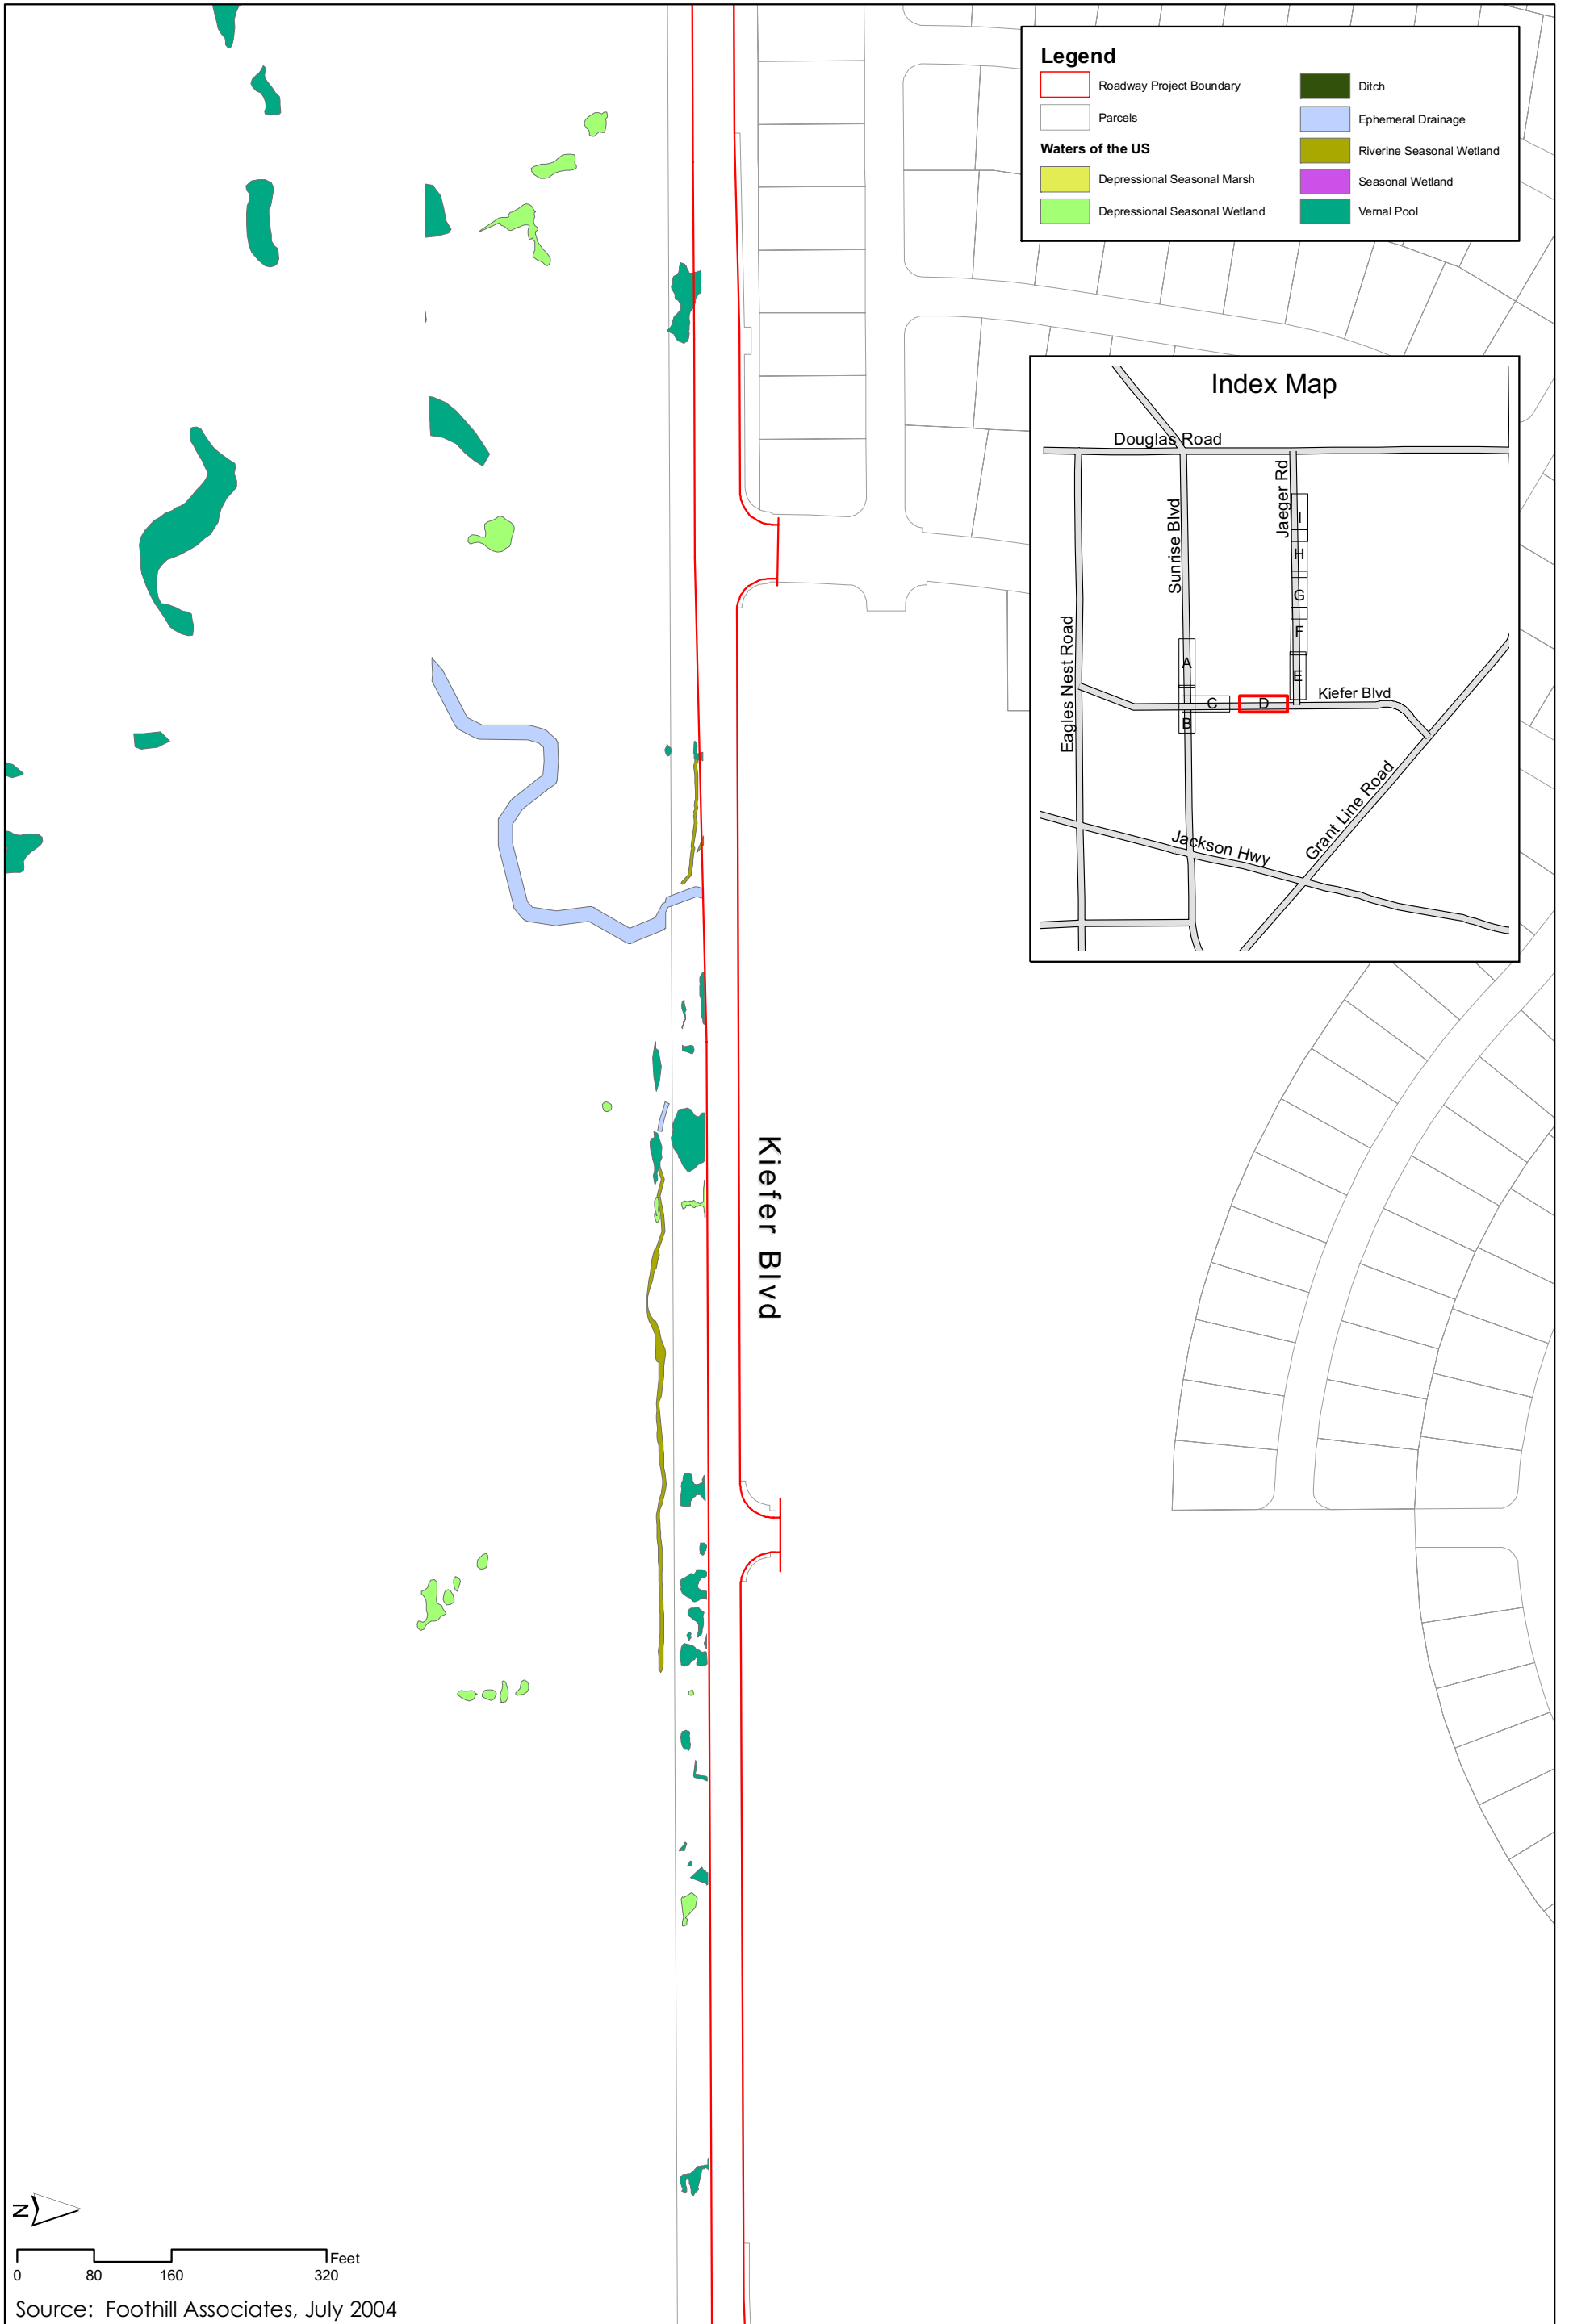 Legend
Roadway Project Boundary
Parcels
Waters of the US
Depressional Seasonal Marsh
Depressional Seasonal Wetland
Ditch
Ephemeral Drainage
Riverine Seasonal Wetland
Seasonal Wetland
Vernal Pool
Index Map
Douglas Road
Jaeger Rd
Sunrise Blvd
Eagles Nest Road
I
H
G
F
E
A
C
D
B
Kiefer Blvd
Grant Line Road
Jackson Hwy
Kiefer Blvd
N
Feet
0 80 160 320
Source: Foothill Associates, July 2004